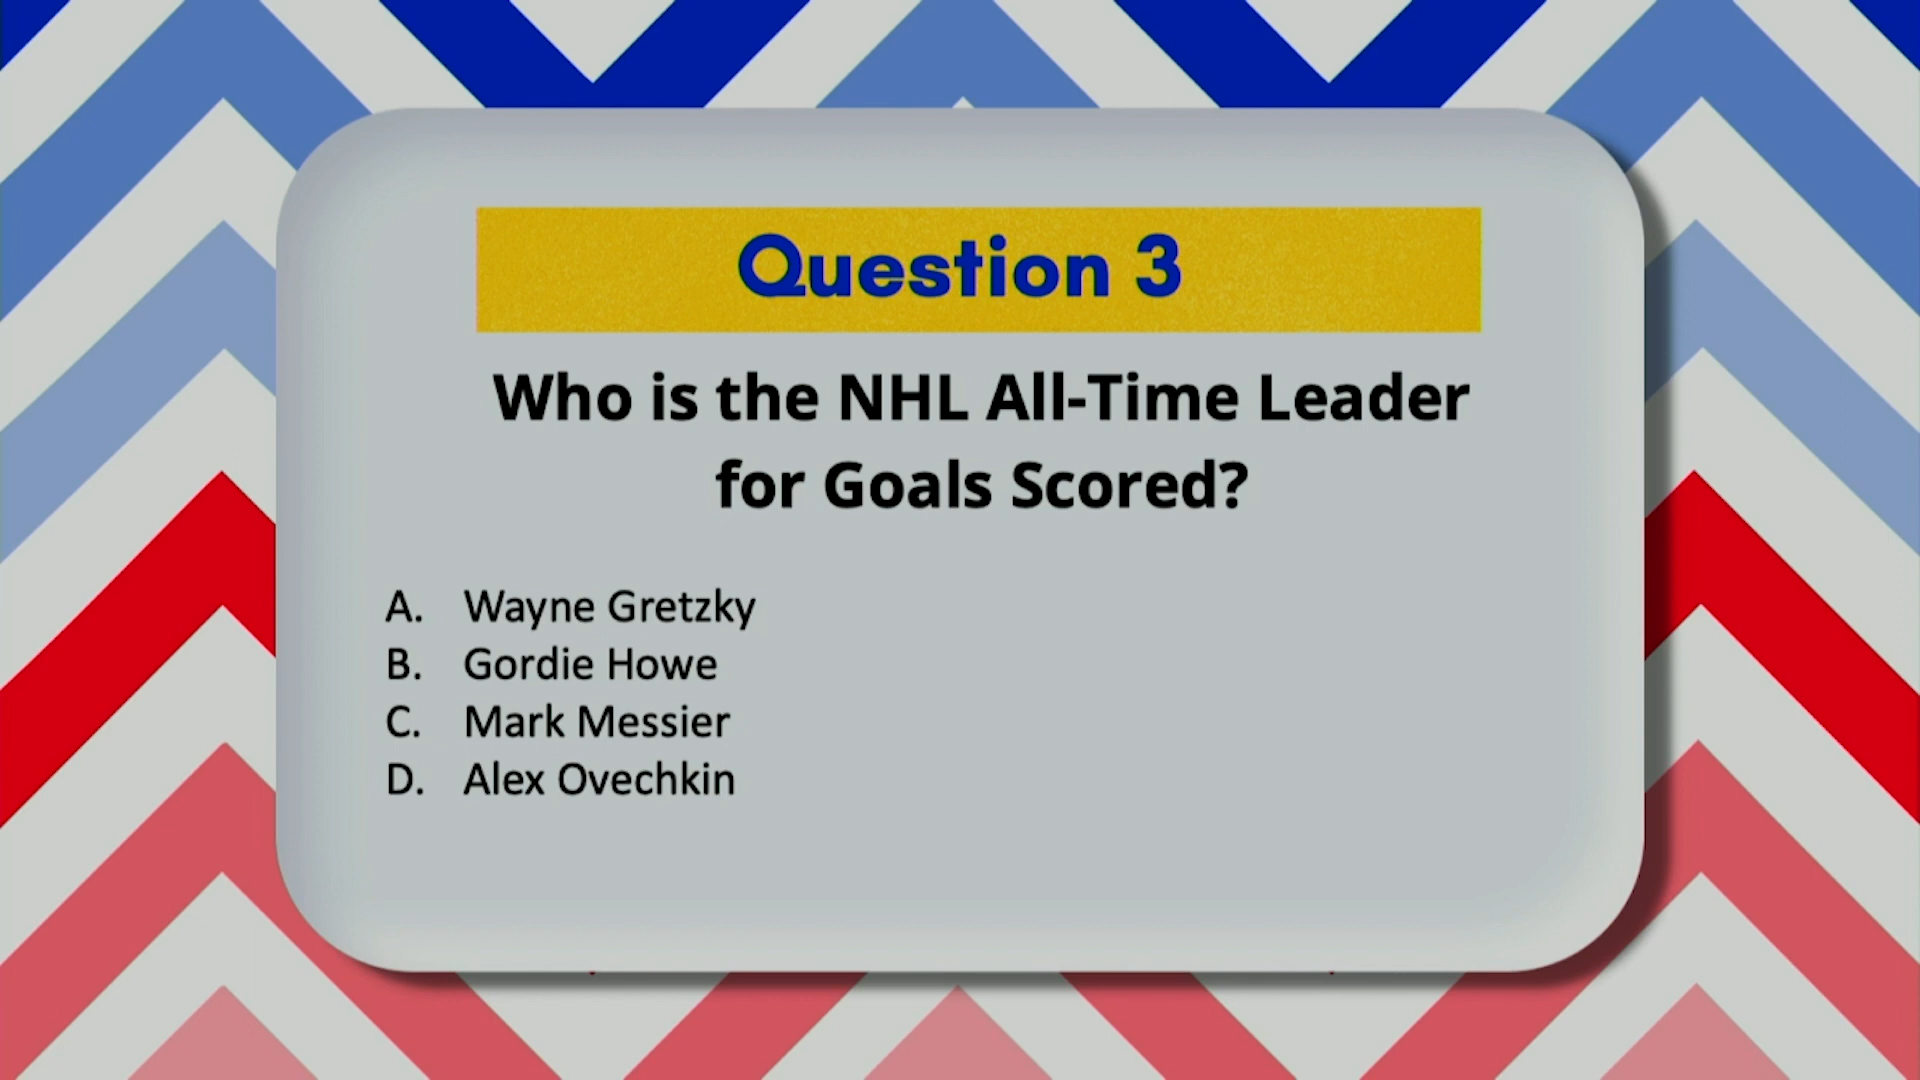 Question 3
Who is the NHL All-Time Leader
for Goals Scored?
A. Wayne Gretzky
B. Gordie Howe
C. Mark Messier
D. Alex Ovechkin